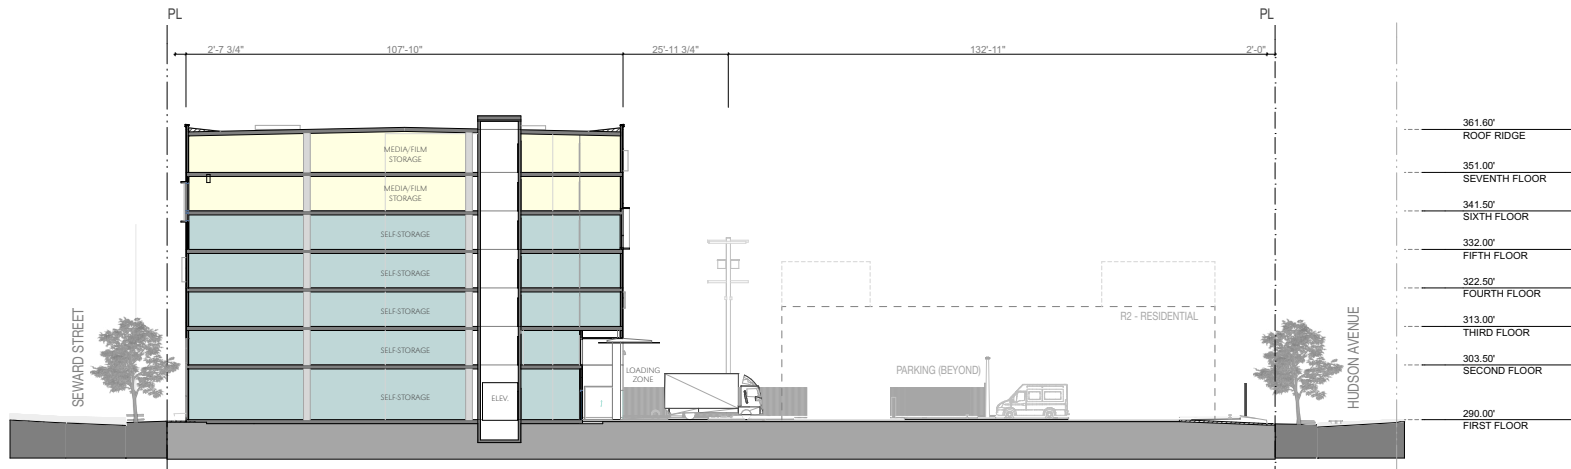 PL
PL
2'-7 3/4"
107'-10"
25'-11 3/4"
132'-11"
2'-0"
361.60'
ROOF RIDGE
MEDIA/FILM
STORAGE
351.00'
SEVENTH FLOOR
MEDIA/FILM
STORAGE
341.50'
SIXTH FLOOR
SELF-STORAGE
332.00'
FIFTH FLOOR
SELF-STORAGE
322.50'
FOURTH FLOOR
SELF-STORAGE
R2 - RESIDENTIAL
313.00'
THIRD FLOOR
SELF-STORAGE
SEWARD STREET
LOADING
ZONE
PARKING (BEYOND)
HUDSON AVENUE
303.50'
SECOND FLOOR
SELF-STORAGE
ELEV.
290.00'
FIRST FLOOR